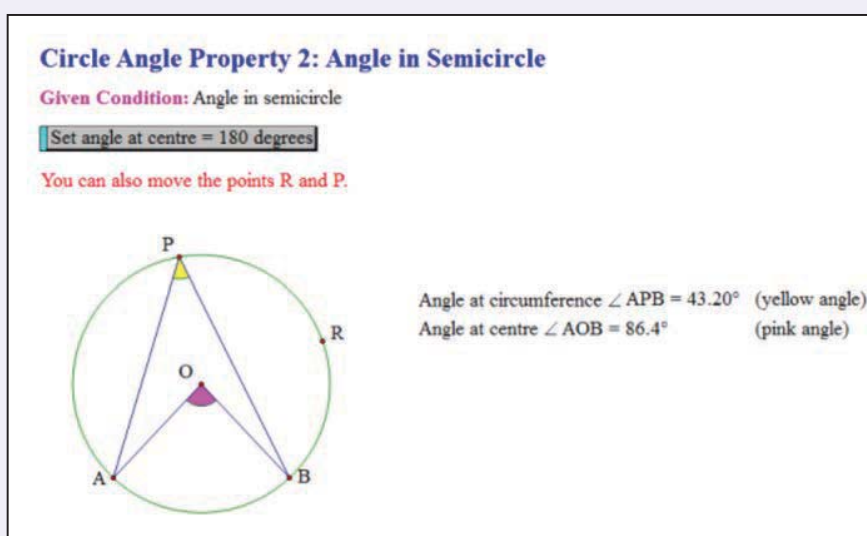 Circle Angle Property 2: Angle in Semicircle
Given Condition: Angle in semicircle
Set angle at centre = 180 degrees
You can also move the points R and P.
P
R
O
A
B
Angle at circumference ∠ APB = 43.20° (yellow angle)
Angle at centre ∠ AOB = 86.4° (pink angle)